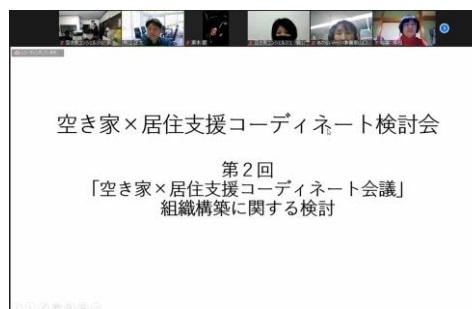 空き家×居住支援コーディネート検討会
第2回
「空き家×居住支援コーディネート会議」
組織構築に関する検討